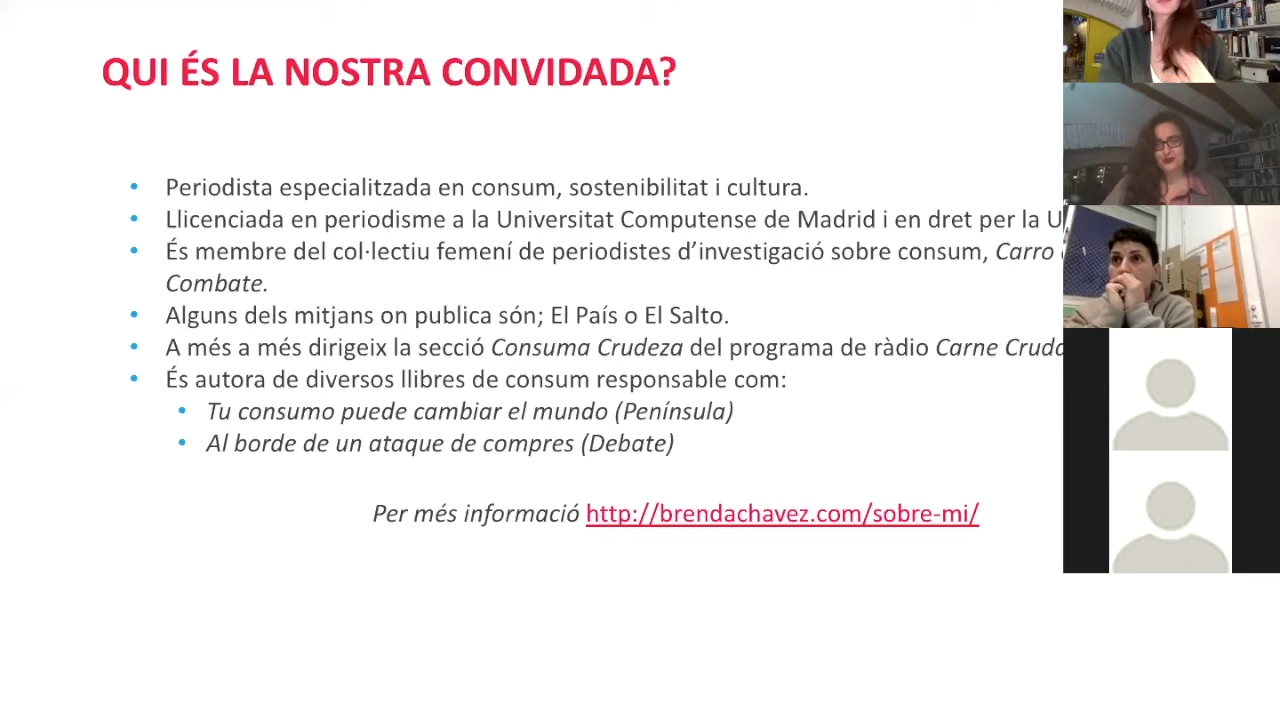 QUI ÉS LA NOSTRA CONVIDADA?
• Periodista especialitzada en consum, sostenibilitat i cultura.
• Llicenciada en periodisme a la Universitat Computense de Madrid i en dret per la
• És membre del col·lectiu femení de periodistes d’investigació sobre consum, Carro
Combate.
• Alguns dels mitjans on publica són; El País o El Salto.
• A més a més dirigeix la secció Consuma Crudeza del programa de ràdio Carne
• És autora de diversos llibres de consum responsable com:
• Tu consumo puede cambiar el mundo (Península)
• Al borde de un ataque de compres (Debate)
Per més informació http://brendachavez.com/sobre-mi/